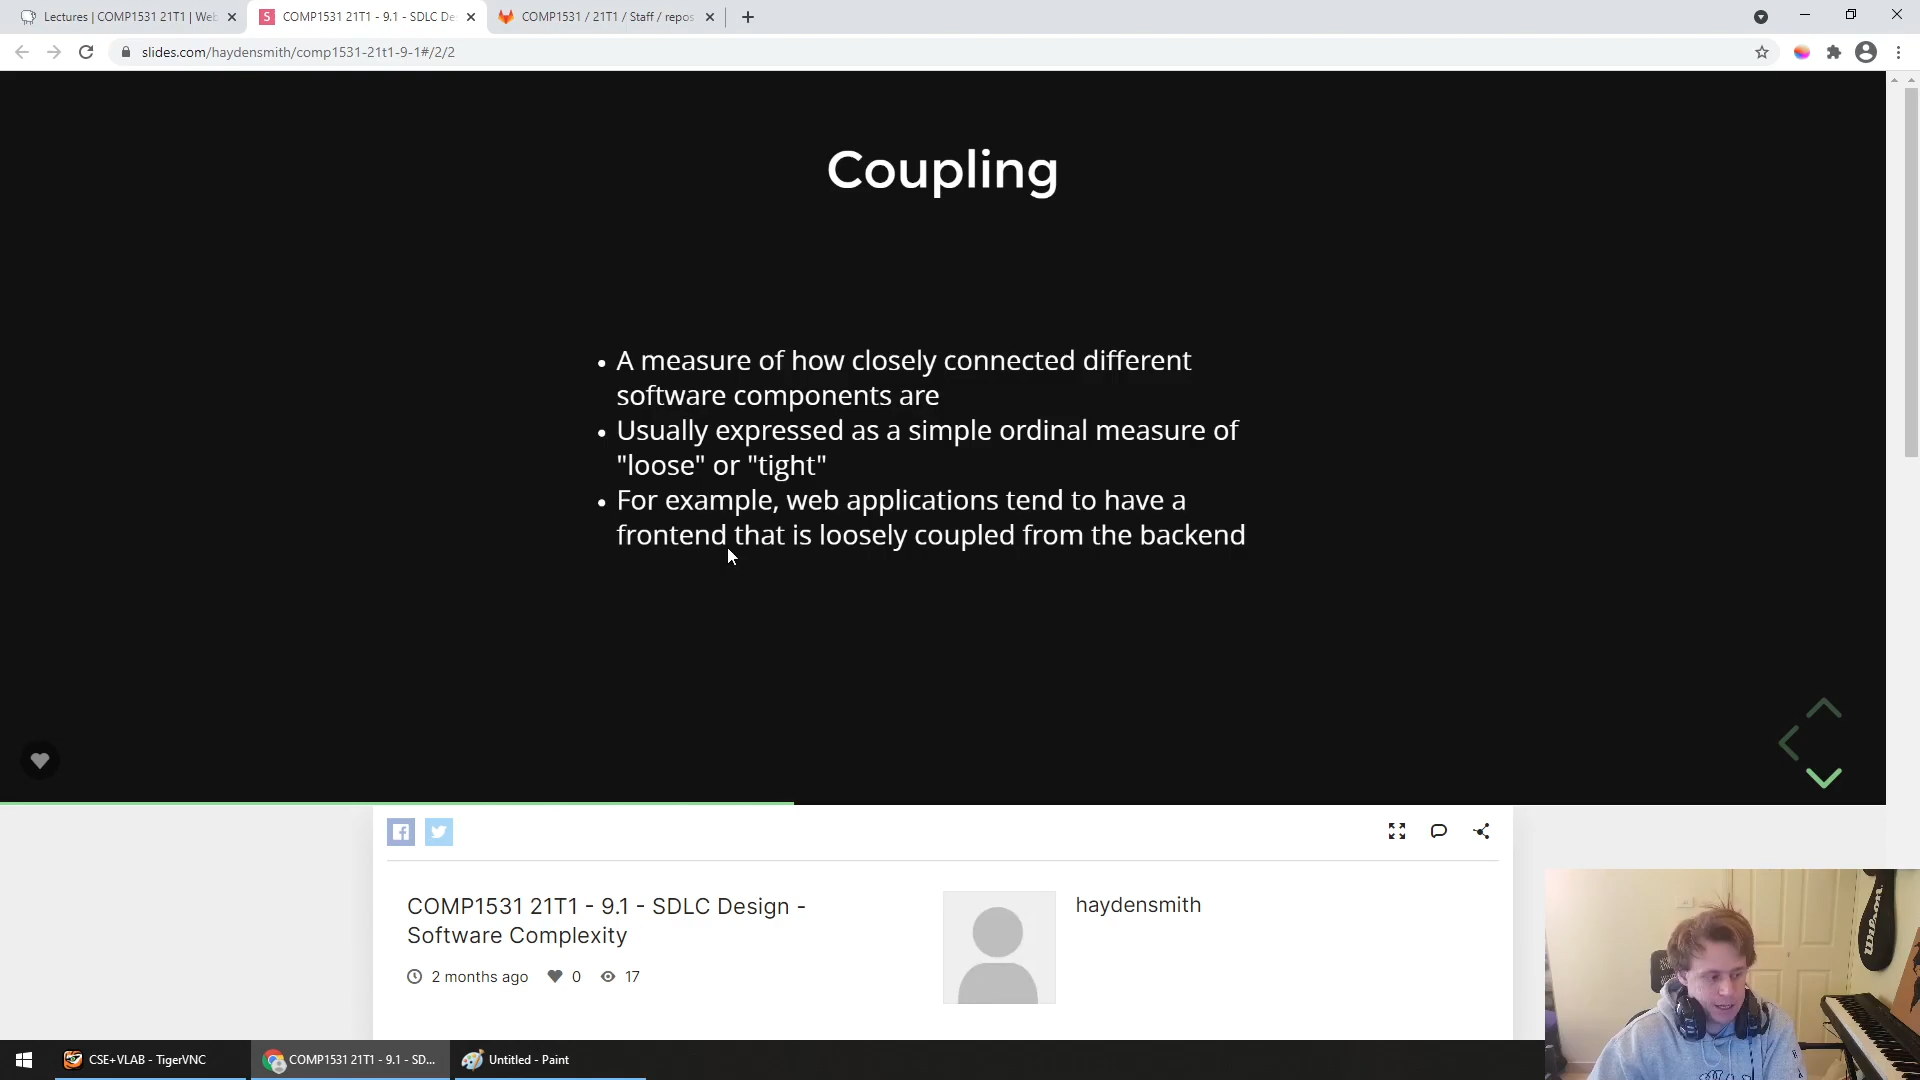 Lectures | COMP1531 21T1 | Web
COMP1531 21T1 - 9.1 - SDLC De
COMP1531 / 21T1 / Staff / repos
slides.com/haydensmith/comp1531-21t1-9-1#/2/2
Coupling
• A measure of how closely connected different
software components are
• Usually expressed as a simple ordinal measure of
"loose" or "tight"
• For example, web applications tend to have a
frontend that is loosely coupled from the backend
COMP1531 21T1 - 9.1 - SDLC Design -
Software Complexity
2 months ago 0 17
haydensmith
Wilson
CSE+VLAB - TigerVNC
COMP1531 21T1 - 9.1 - SD...
Untitled - Paint